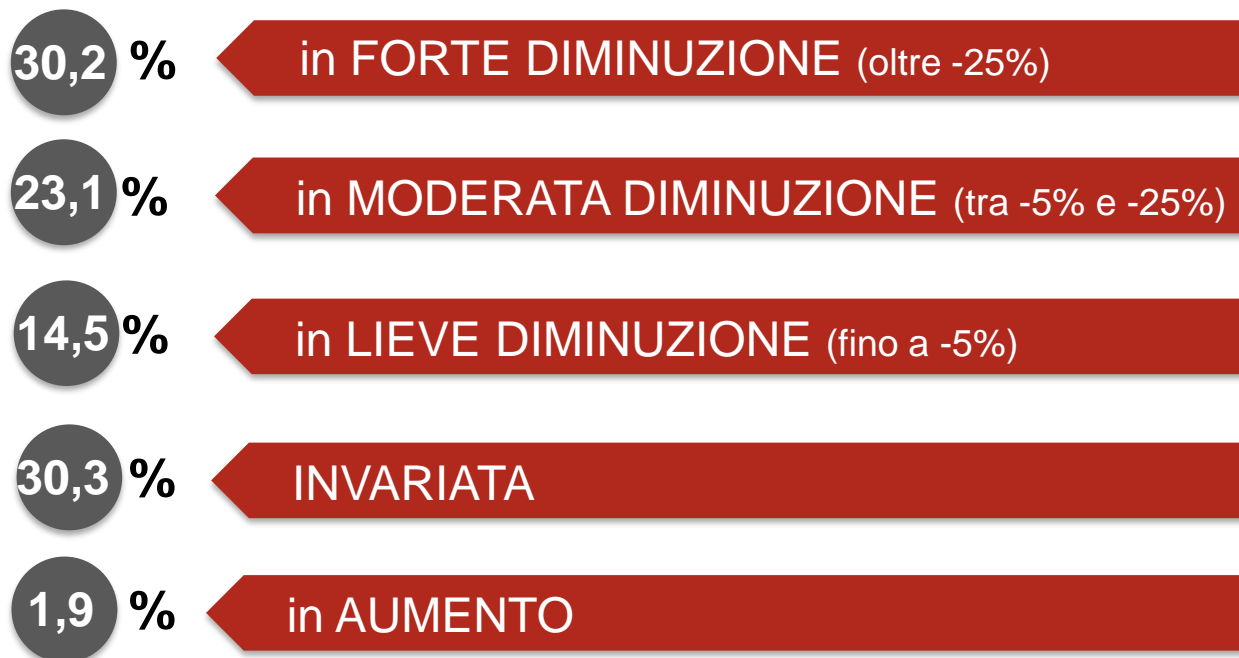 30,2 % in FORTE DIMINUZIONE (oltre -25%)
23,1 % in MODERATA DIMINUZIONE (tra -5% e -25%)
14,5 % in LIEVE DIMINUZIONE (fino a -5%)
30,3 % INVARIATA
1,9 % in AUMENTO